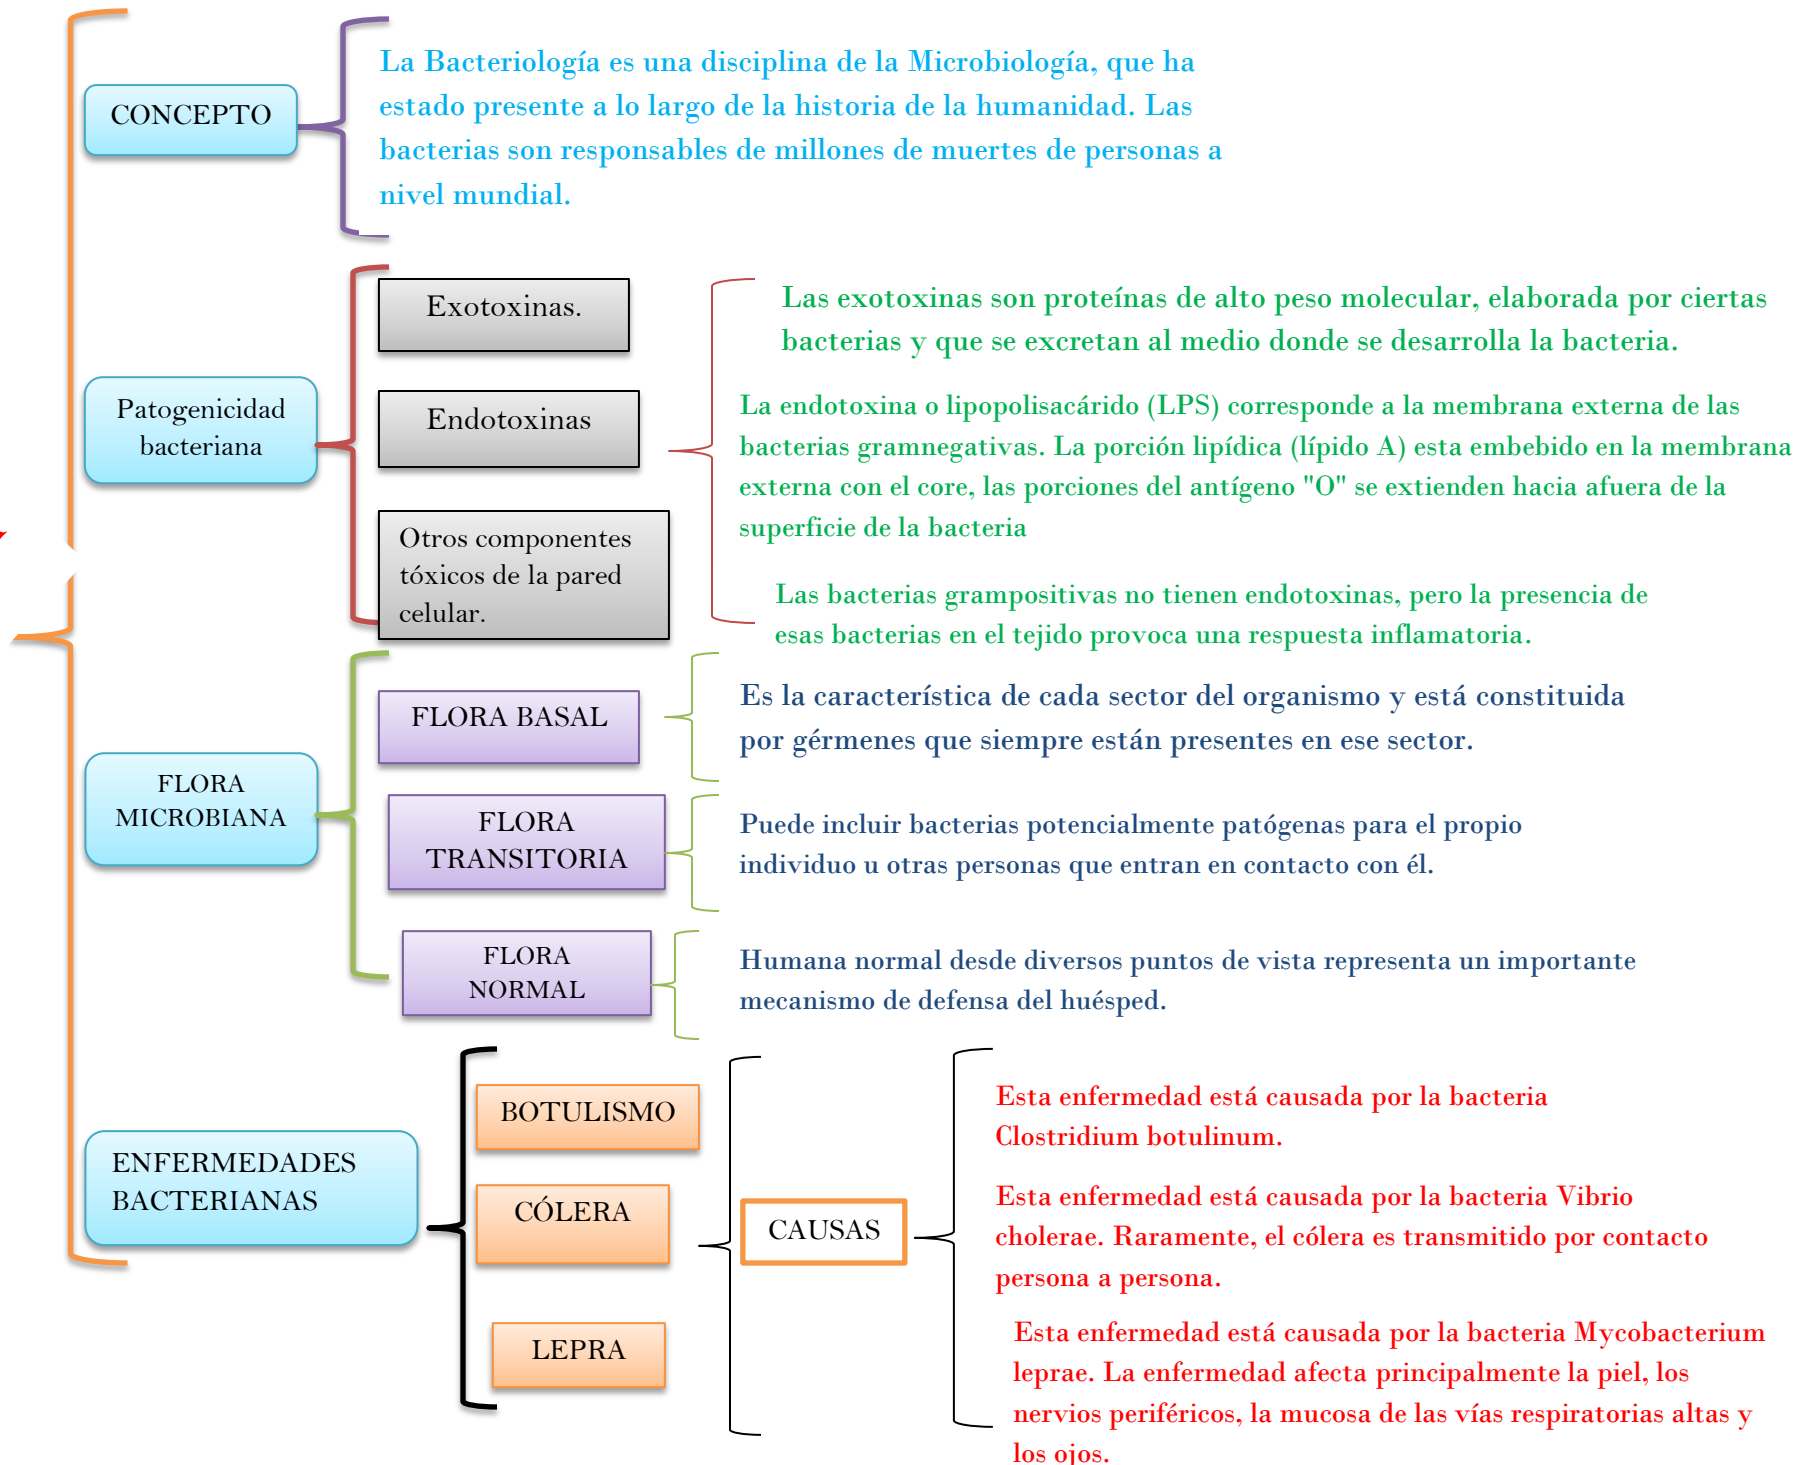 CONCEPTO
La Bacteriología es una disciplina de la Microbiología, que ha
estado presente a lo largo de la historia de la humanidad. Las
bacterias son responsables de millones de muertes de personas a
nivel mundial.
Patogenicidad
bacteriana
Exotoxinas.
Las exotoxinas son proteínas de alto peso molecular, elaborada por ciertas
bacterias y que se excretan al medio donde se desarrolla la bacteria.
Endotoxinas
La endotoxina o lipopolisacárido (LPS) corresponde a la membrana externa de las
bacterias gramnegativas. La porción lipídica (lípido A) esta embebido en la membrana
externa con el core, las porciones del antígeno "O" se extienden hacia afuera de la
superficie de la bacteria
Otros componentes
tóxicos de la pared
celular.
Las bacterias grampositivas no tienen endotoxinas, pero la presencia de
esas bacterias en el tejido provoca una respuesta inflamatoria.
FLORA
MICROBIANA
FLORA BASAL
Es la característica de cada sector del organismo y está constituida
por gérmenes que siempre están presentes en ese sector.
FLORA
TRANSITORIA
Puede incluir bacterias potencialmente patógenas para el propio
individuo u otras personas que entran en contacto con él.
FLORA
NORMAL
Humana normal desde diversos puntos de vista representa un importante
mecanismo de defensa del huésped.
ENFERMEDADES
BACTERIANAS
BOTULISMO
CÓLERA
LEPRA
CAUSAS
Esta enfermedad está causada por la bacteria
Clostridium botulinum.
Esta enfermedad está causada por la bacteria Vibrio
cholerae. Raramente, el cólera es transmitido por contacto
persona a persona.
Esta enfermedad está causada por la bacteria Mycobacterium
leprae. La enfermedad afecta principalmente la piel, los
nervios periféricos, la mucosa de las vías respiratorias altas y
los ojos.